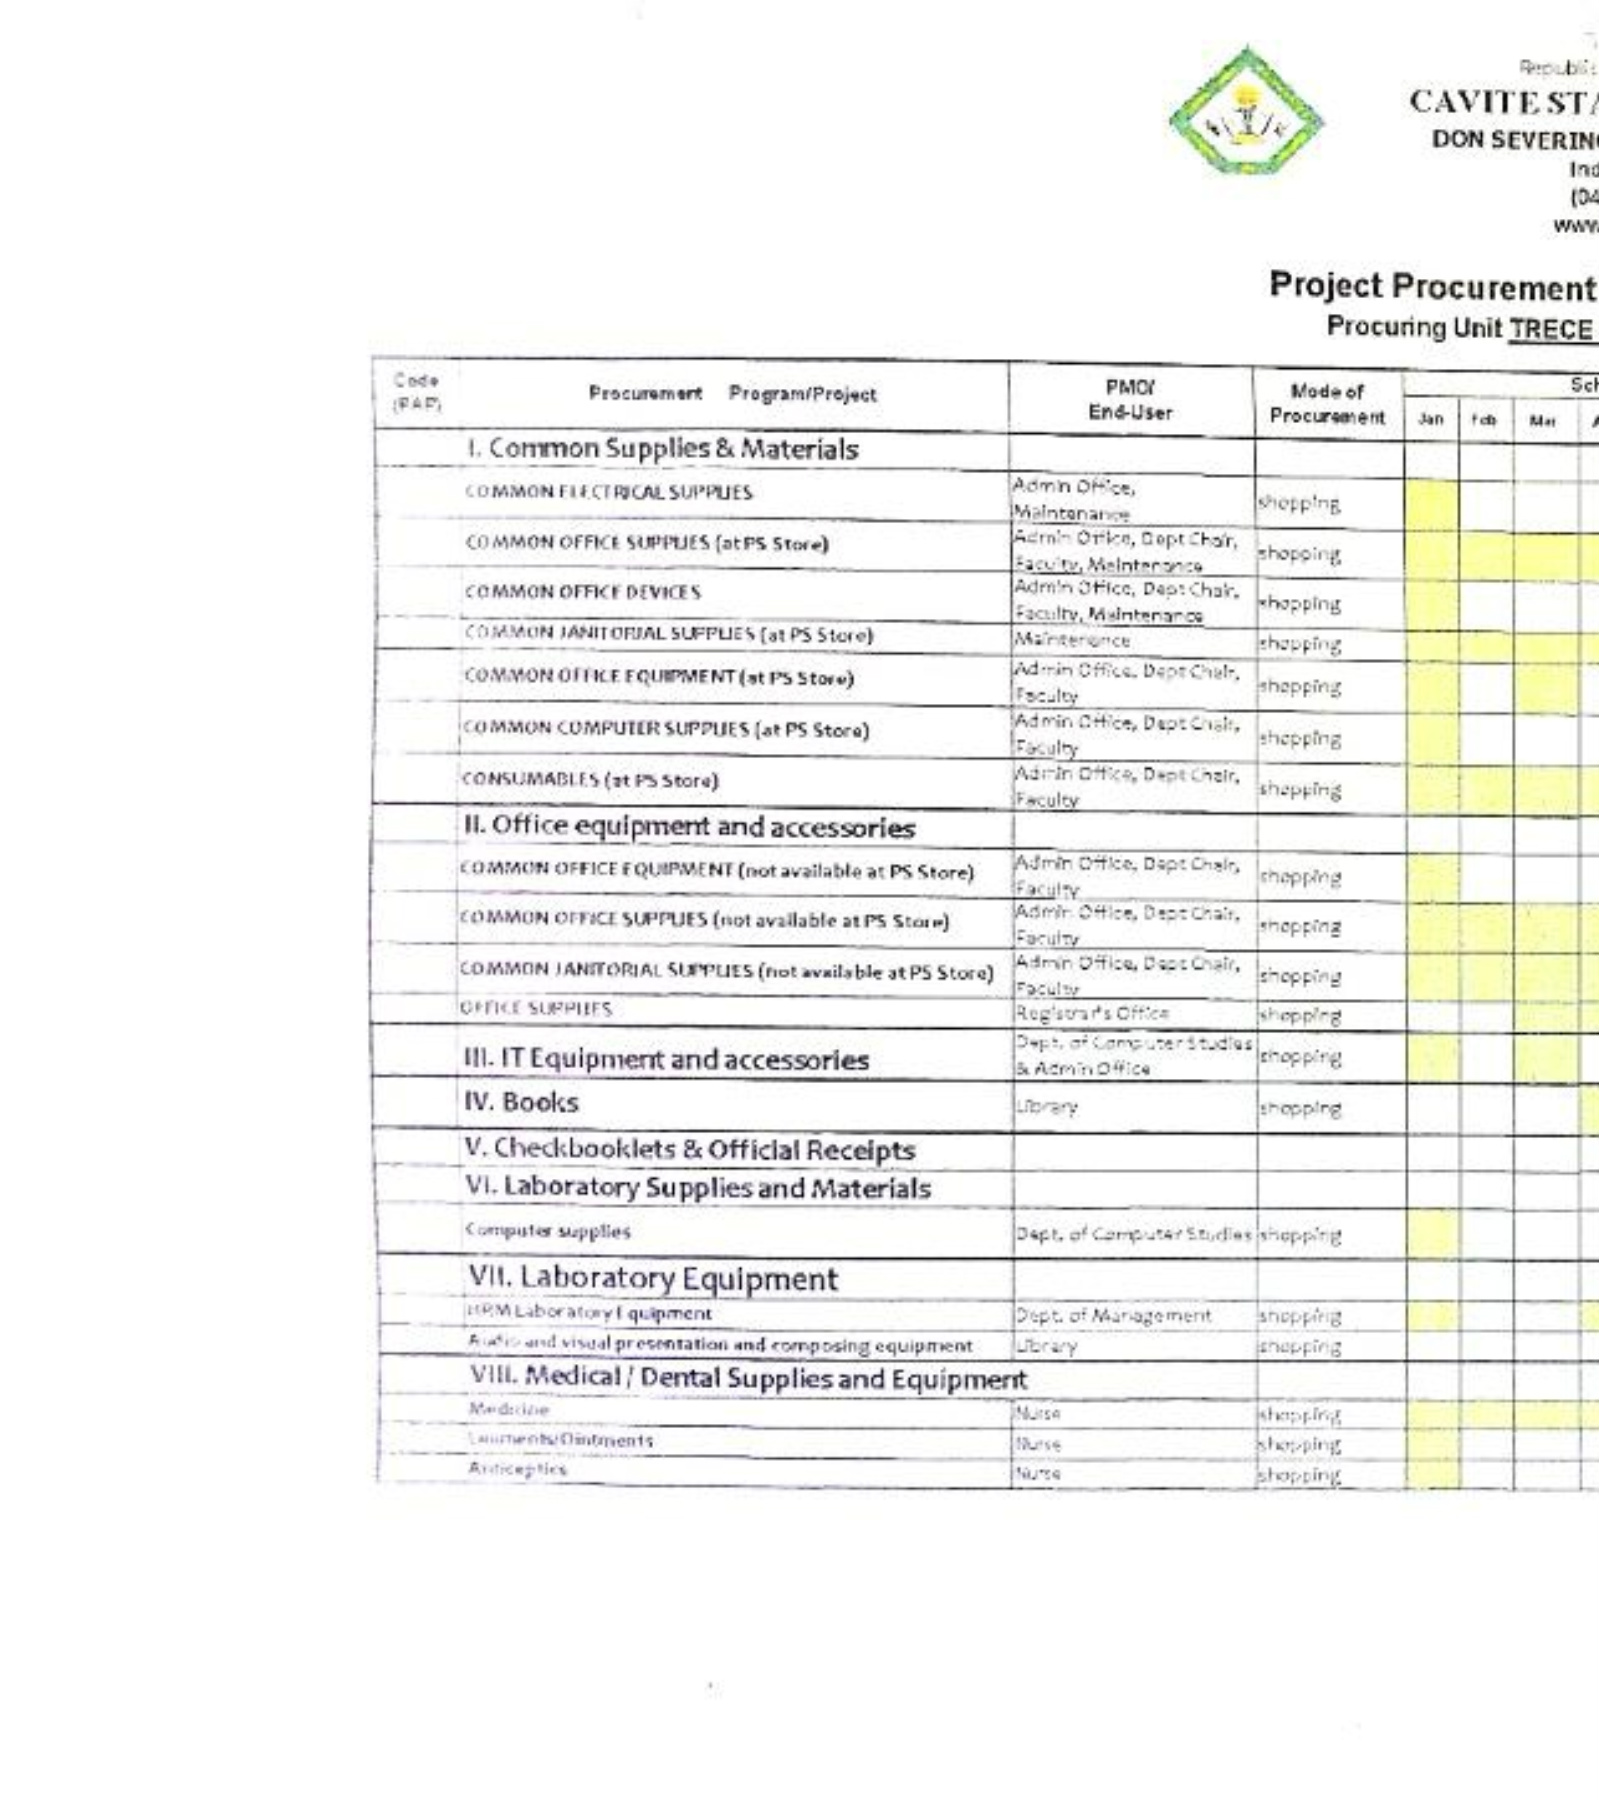 Republic
CAVITE STA
DON SEVERINO
Ind
(04
www.
Project Procurement
Procuring Unit TRECE
Code
(PAP)
Procurement Program/Project
PMO/
End-User
Mode of
Procurement
Sch
Jan Feb Mar A
I. Common Supplies & Materials
COMMON ELECTRICAL SUPPLIES
Admin Office,
Maintenance
shopping
COMMON OFFICE SUPPLIES (at PS Store)
Admin Office, Dept Chair,
Faculty, Maintenance
shopping
COMMON OFFICE DEVICES
Admin Office, Dept Chair,
Faculty, Maintenance
shopping
COMMON JANITORIAL SUPPLIES (at PS Store)
Maintenance
shopping
COMMON OFFICE EQUIPMENT (at PS Store)
Admin Office, Dept Chair,
Faculty
shopping
COMMON COMPUTER SUPPLIES (at PS Store)
Admin Office, Dept Chair,
Faculty
shopping
CONSUMABLES (at PS Store)
Admin Office, Dept Chair,
Faculty
shopping
II. Office equipment and accessories
COMMON OFFICE EQUIPMENT (not available at PS Store)
Admin Office, Dept Chair,
Faculty
shopping
COMMON OFFICE SUPPLIES (not available at PS Store)
Admin Office, Dept Chair,
Faculty
shopping
COMMON JANITORIAL SUPPLIES (not available at PS Store)
Admin Office, Dept Chair,
Faculty
shopping
OFFICE SUPPLIES
Registrar's Office
shopping
III. IT Equipment and accessories
Dept. of Computer Studies
& Admin Office
shopping
IV. Books
Library
shopping
V. Checkbooklets & Official Receipts
VI. Laboratory Supplies and Materials
Computer supplies
Dept. of Computer Studies
shopping
VII. Laboratory Equipment
HRM Laboratory Equipment
Dept. of Management
shopping
Audio and visual presentation and composing equipment
Library
shopping
VIII. Medical / Dental Supplies and Equipment
Medicine
Nurse
shopping
Nurse
shopping
Anticeptics
Nurse
shopping